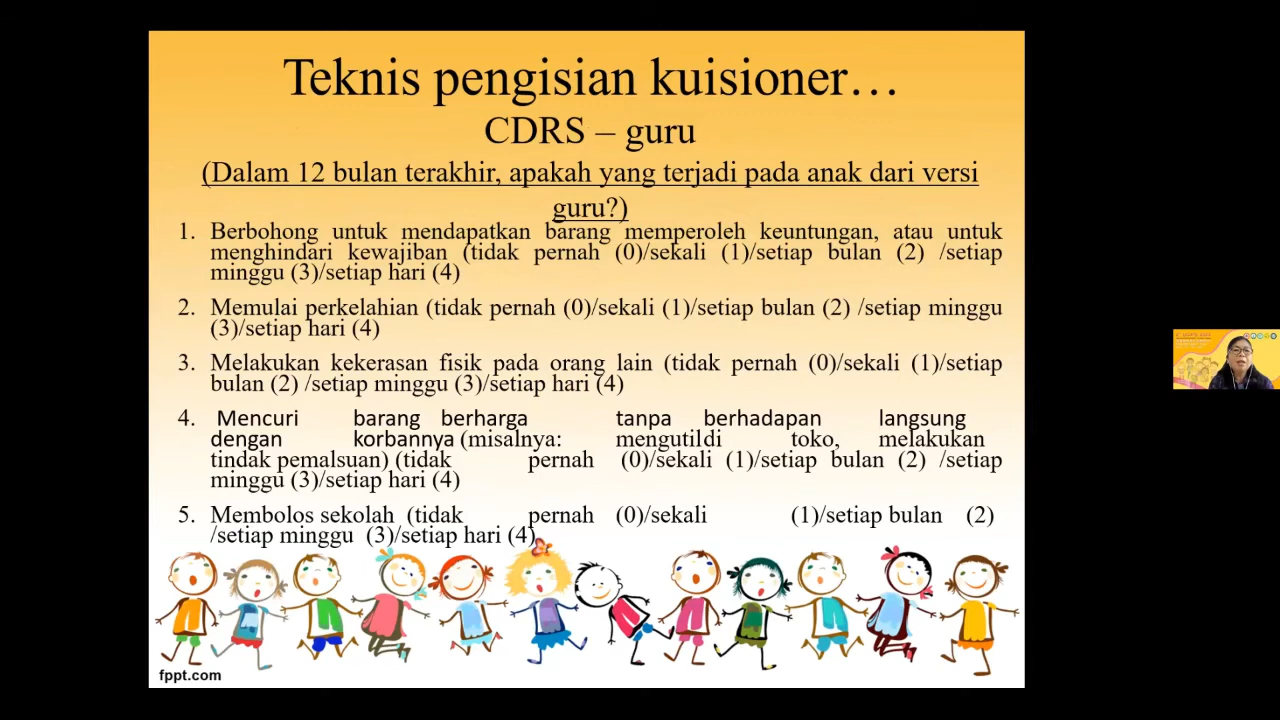 Teknis pengisian kuisioner…
CDRS – guru
(Dalam 12 bulan terakhir, apakah yang terjadi pada anak dari versi
guru?)
1. Berbohong untuk mendapatkan barang memperoleh keuntungan, atau untuk
menghindari kewajiban (tidak pernah (0)/sekali (1)/setiap bulan (2) /setiap
minggu (3)/setiap hari (4)
2. Memulai perkelahian (tidak pernah (0)/sekali (1)/setiap bulan (2) /setiap minggu
(3)/setiap hari (4)
3. Melakukan kekerasan fisik pada orang lain (tidak pernah (0)/sekali (1)/setiap
bulan (2) /setiap minggu (3)/setiap hari (4)
4. Mencuri barang berharga tanpa berhadapan langsung
dengan korbannya (misalnya: mengutildi toko, melakukan
tindak pemalsuan) (tidak pernah (0)/sekali (1)/setiap bulan (2) /setiap
minggu (3)/setiap hari (4)
5. Membolos sekolah (tidak pernah (0)/sekali (1)/setiap bulan (2)
/setiap minggu (3)/setiap hari (4)
fppt.com